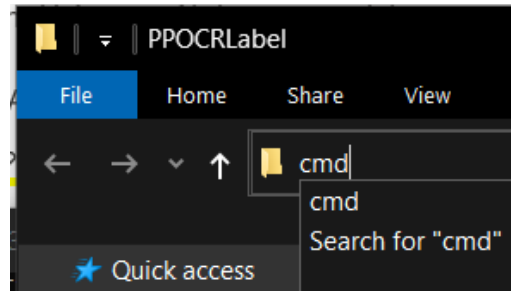 PPOCRLabel
File Home Share View
cmd
cmd
Search for "cmd"
Quick access